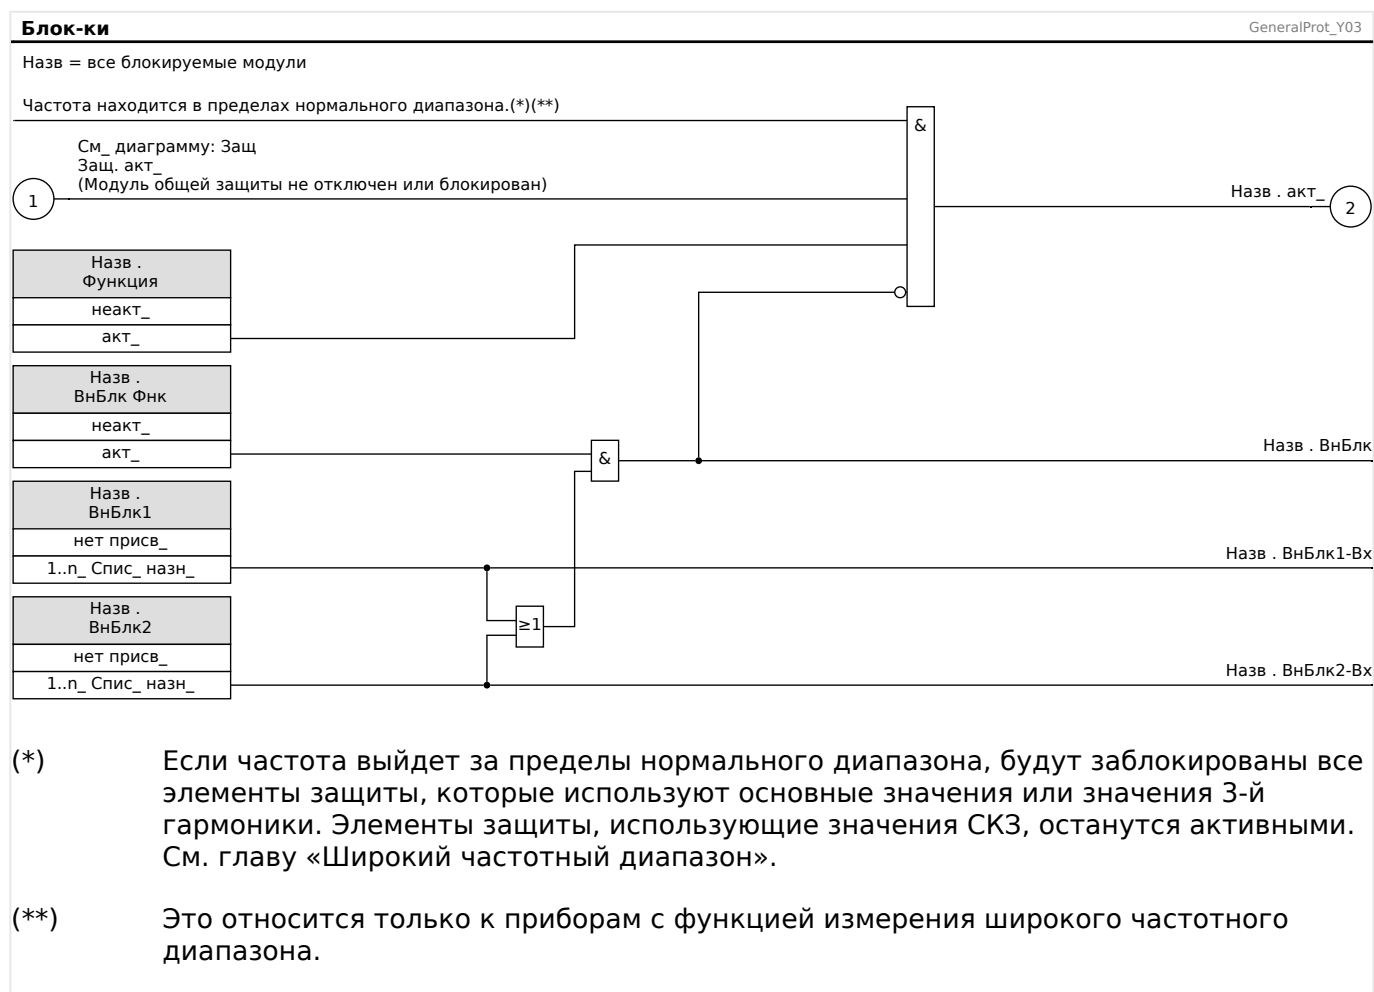 Блок-ки
GeneralProt_Y03
Назв = все блокируемые модули
Частота находится в пределах нормального диапазона.(*)(**)
&
См_ диаграмму: Защ
Защ. акт_
(Модуль общей защиты не отключен или блокирован)
1
Назв . акт_
2
Назв .
Функция
неакт_
акт_
Назв .
ВнБлк Фнк
неакт_
акт_
&
Назв . ВнБлк
Назв .
ВнБлк1
нет присв_
1..n_ Спис_ назн_
Назв . ВнБлк1-Вх
Назв .
ВнБлк2
≥1
нет присв_
1..n_ Спис_ назн_
Назв . ВнБлк2-Вх
(*) Если частота выйдет за пределы нормального диапазона, будут заблокированы все
элементы защиты, которые используют основные значения или значения 3-й
гармоники. Элементы защиты, использующие значения СКЗ, останутся активными.
См. главу «Широкий частотный диапазон».
(**) Это относится только к приборам с функцией измерения широкого частотного
диапазона.